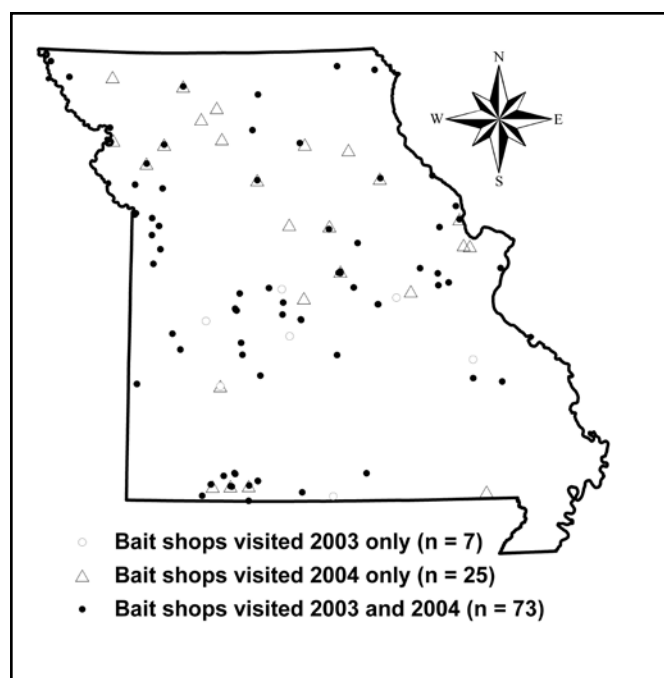 N
W E
S
Bait shops visited 2003 only (n = 7)
Bait shops visited 2004 only (n = 25)
Bait shops visited 2003 and 2004 (n = 73)